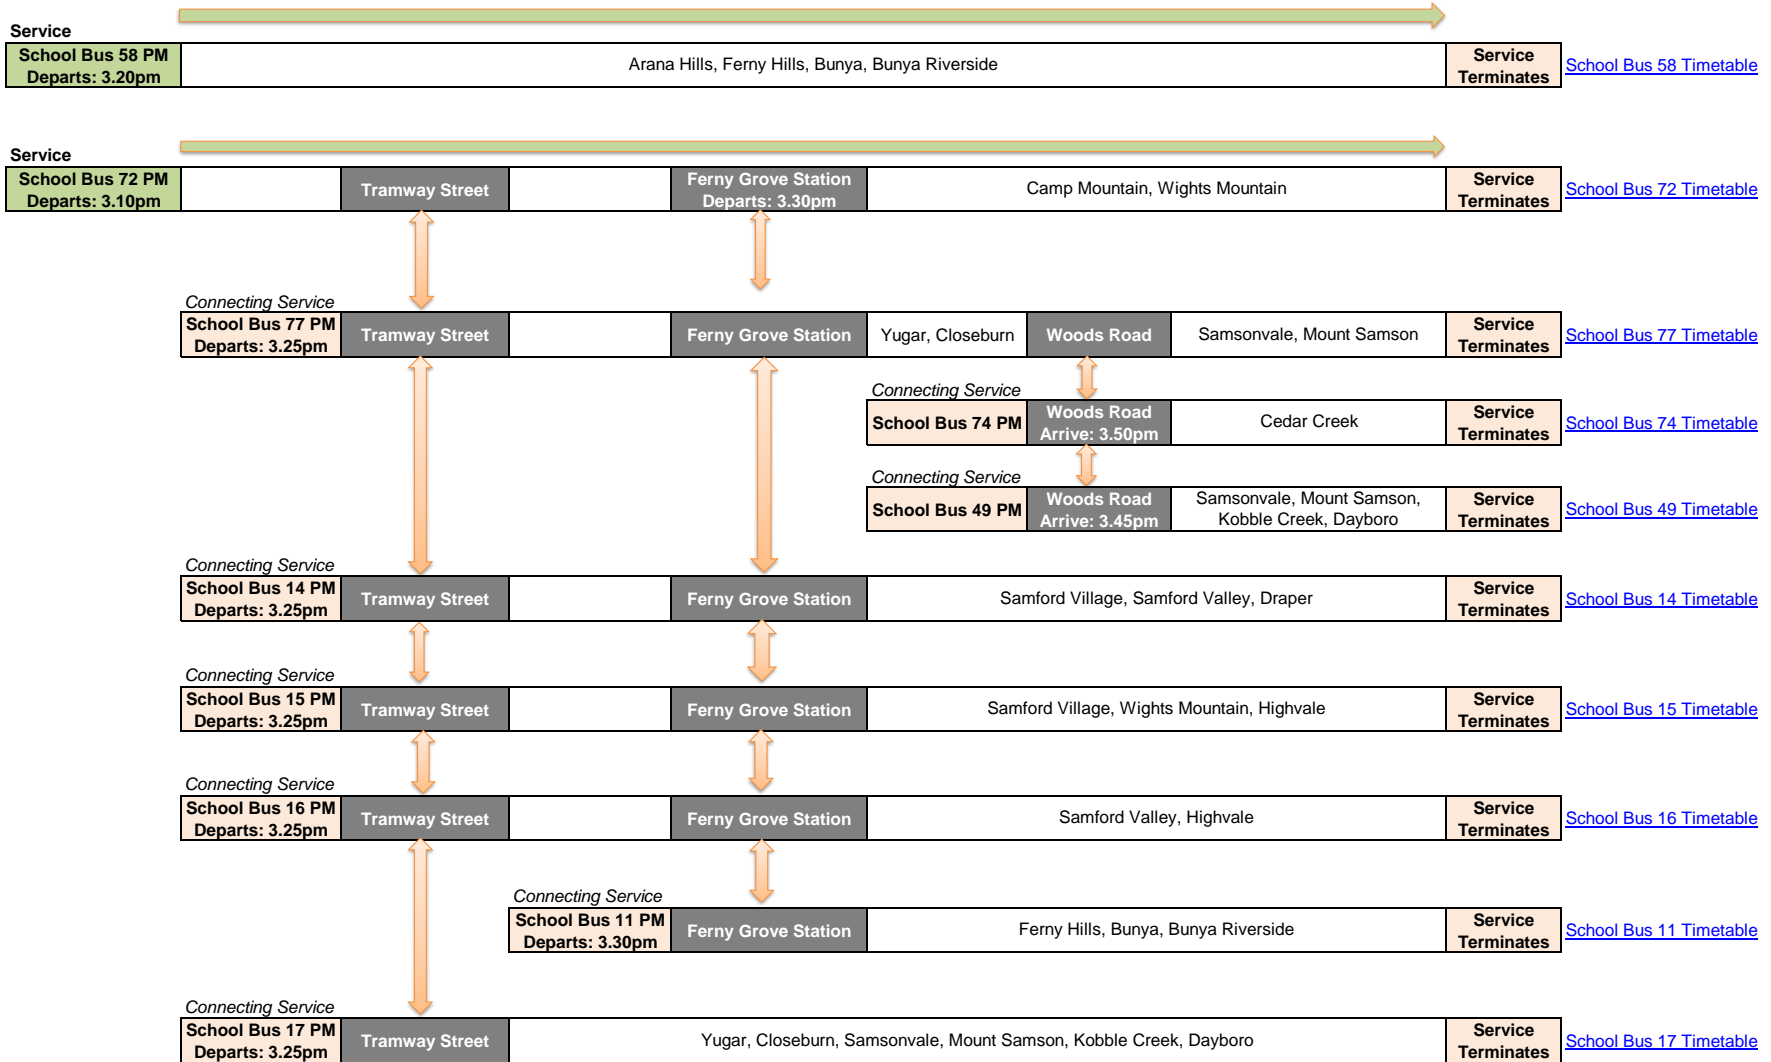 Service
School Bus 58 PM
Departs: 3.20pm
Arana Hills, Ferny Hills, Bunya, Bunya Riverside
Service
Terminates
School Bus 58 Timetable
Service
School Bus 72 PM
Departs: 3.10pm
Tramway Street
Ferny Grove Station
Departs: 3.30pm
Camp Mountain, Wights Mountain
Service
Terminates
School Bus 72 Timetable
Connecting Service
School Bus 77 PM
Departs: 3.25pm
Tramway Street
Ferny Grove Station
Yugar, Closeburn
Woods Road
Samsonvale, Mount Samson
Service
Terminates
School Bus 77 Timetable
Connecting Service
School Bus 74 PM
Woods Road
Arrive: 3.50pm
Cedar Creek
Service
Terminates
School Bus 74 Timetable
Connecting Service
School Bus 49 PM
Woods Road
Arrive: 3.45pm
Samsonvale, Mount Samson,
Kobble Creek, Dayboro
Service
Terminates
School Bus 49 Timetable
Connecting Service
School Bus 14 PM
Departs: 3.25pm
Tramway Street
Ferny Grove Station
Samford Village, Samford Valley, Draper
Service
Terminates
School Bus 14 Timetable
Connecting Service
School Bus 15 PM
Departs: 3.25pm
Tramway Street
Ferny Grove Station
Samford Village, Wights Mountain, Highvale
Service
Terminates
School Bus 15 Timetable
Connecting Service
School Bus 16 PM
Departs: 3.25pm
Tramway Street
Ferny Grove Station
Samford Valley, Highvale
Service
Terminates
School Bus 16 Timetable
Connecting Service
School Bus 11 PM
Departs: 3.30pm
Ferny Grove Station
Ferny Hills, Bunya, Bunya Riverside
Service
Terminates
School Bus 11 Timetable
Connecting Service
School Bus 17 PM
Departs: 3.25pm
Tramway Street
Yugar, Closeburn, Samsonvale, Mount Samson, Kobble Creek, Dayboro
Service
Terminates
School Bus 17 Timetable